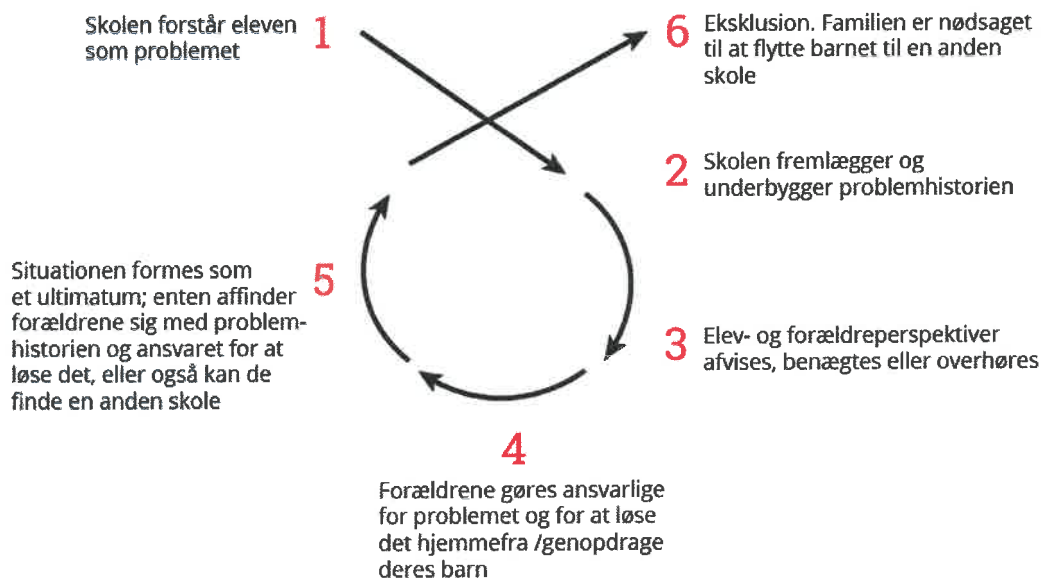 1
Skolen forstår eleven
som problemet
2
Skolen fremlægger og
underbygger problemhistorien
3
Elev- og forældreperspektiver
afvises, benægtes eller overhøres
4
Forældrene gøres ansvarlige
for problemet og for at løse
det hjemmefra /genopdrage
deres barn
5
Situationen formes som
et ultimatum; enten affinder
forældrene sig med problem-
historien og ansvaret for at
løse det, eller også kan de
finde en anden skole
6
Eksklusion. Familien er nødsaget
til at flytte barnet til en anden
skole